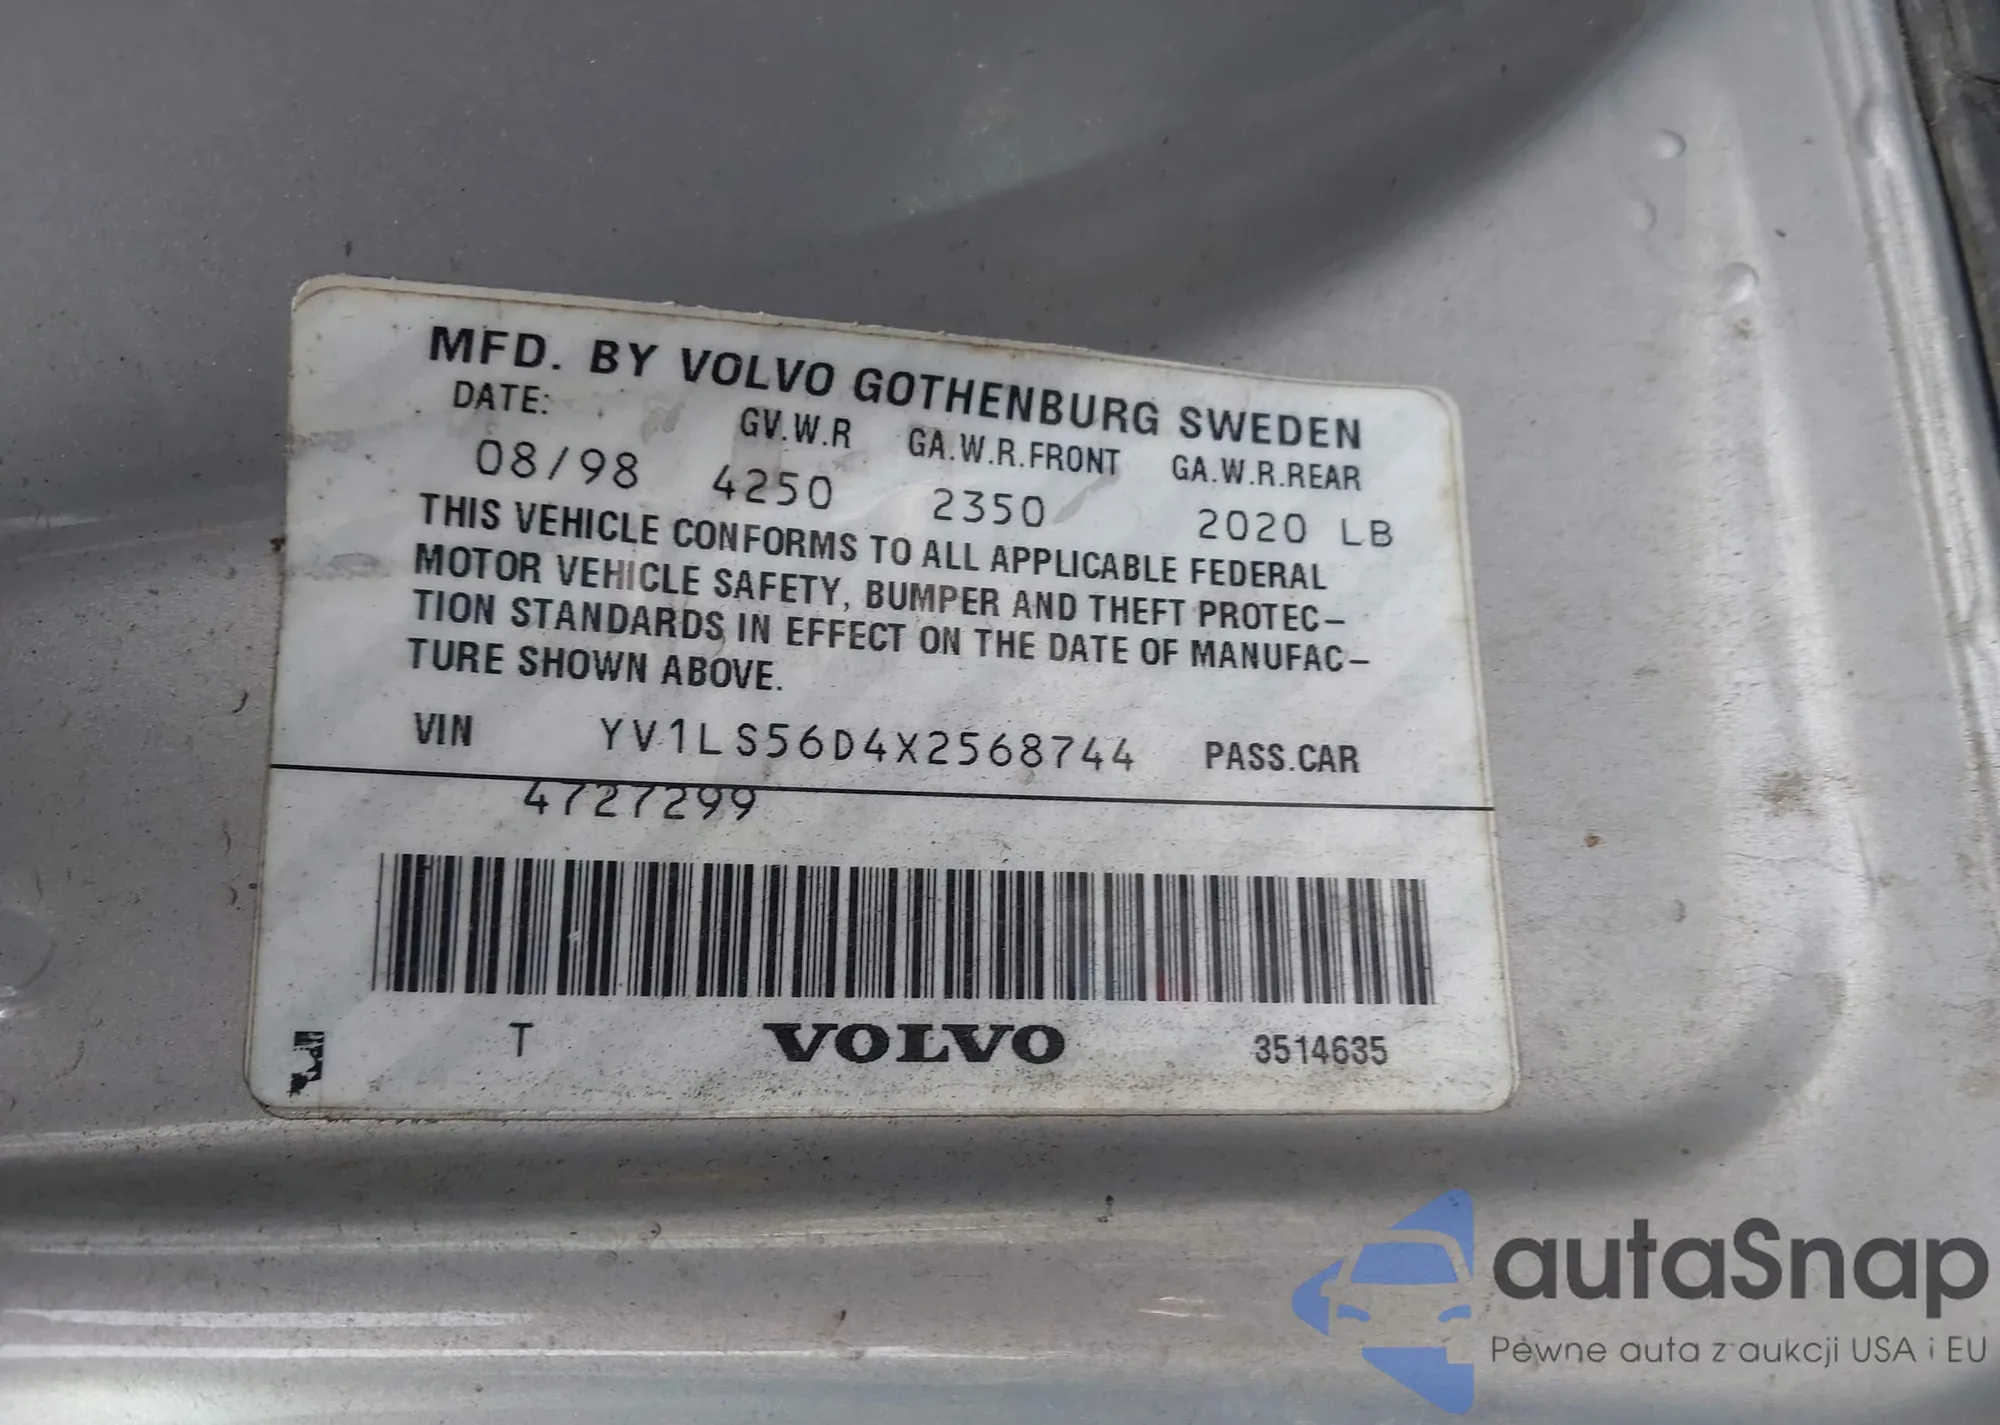 MFD. BY VOLVO GOTHENBURG SWEDEN
DATE: GV.W.R GA.W.R.FRONT GA.W.R.REAR
08/98 4250 2350 2020 LB
THIS VEHICLE CONFORMS TO ALL APPLICABLE FEDERAL
MOTOR VEHICLE SAFETY, BUMPER AND THEFT PROTEC-
TION STANDARDS IN EFFECT ON THE DATE OF MANUFAC-
TURE SHOWN ABOVE.
VIN YV1LS56D4X2568744 PASS.CAR
4727299
T VOLVO 3514635
autaSnap
Pewne auta z aukcji USA i EU